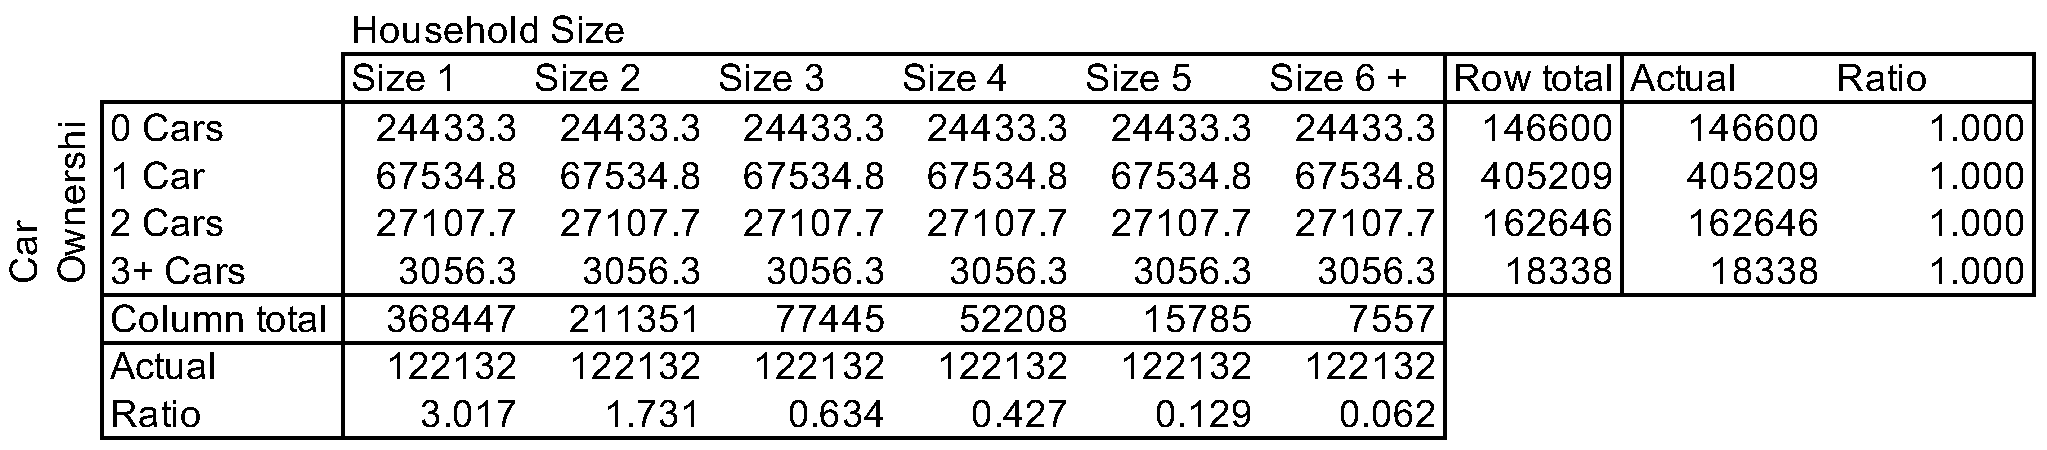 Household Size
Size 1 Size 2 Size 3 Size 4 Size 5 Size 6 + Row total Actual Ratio
Car
Ownershi
0 Cars 24433.3 24433.3 24433.3 24433.3 24433.3 24433.3 146600 146600 1.000
1 Car 67534.8 67534.8 67534.8 67534.8 67534.8 67534.8 405209 405209 1.000
2 Cars 27107.7 27107.7 27107.7 27107.7 27107.7 27107.7 162646 162646 1.000
3+ Cars 3056.3 3056.3 3056.3 3056.3 3056.3 3056.3 18338 18338 1.000
Column total 368447 211351 77445 52208 15785 7557
Actual 122132 122132 122132 122132 122132 122132
Ratio 3.017 1.731 0.634 0.427 0.129 0.062